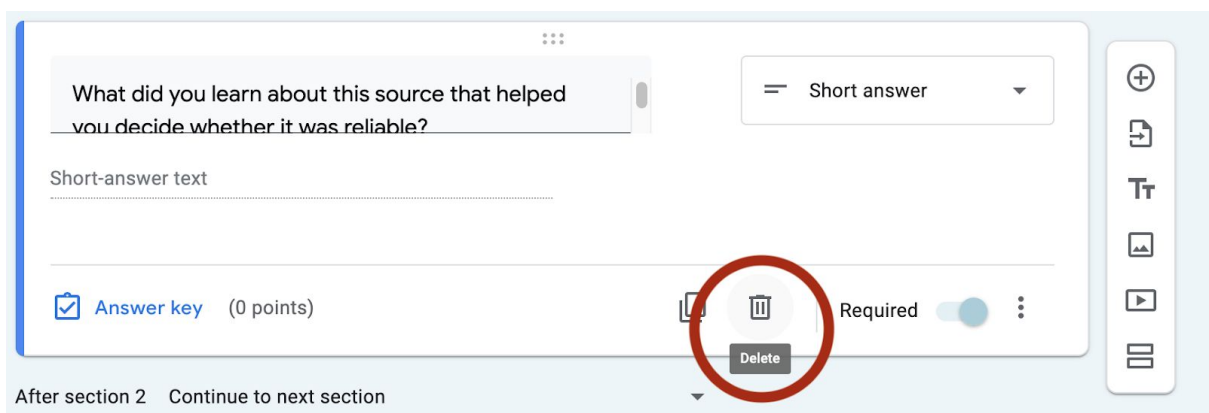 What did you learn about this source that helped
you decide whether it was reliable?
Short answer
Short-answer text
Answer key (0 points)
Required
Delete
After section 2 Continue to next section
Tт